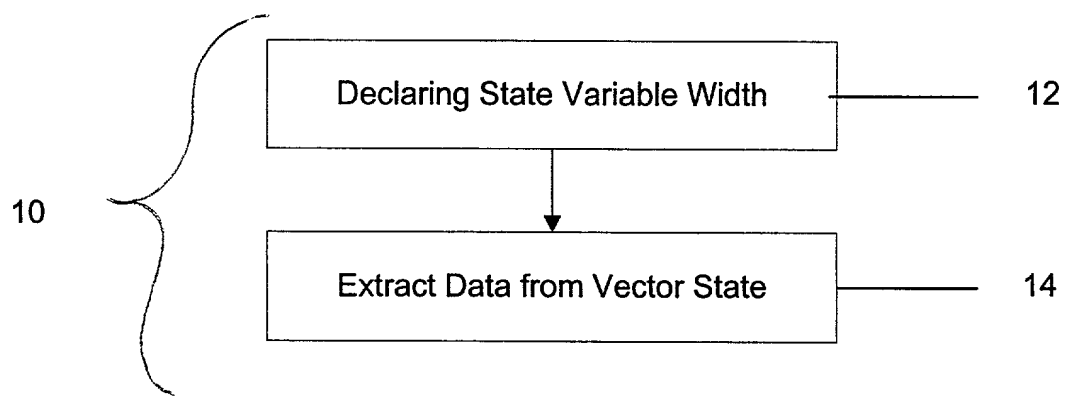 Declaring State Variable Width
12
10
Extract Data from Vector State
14